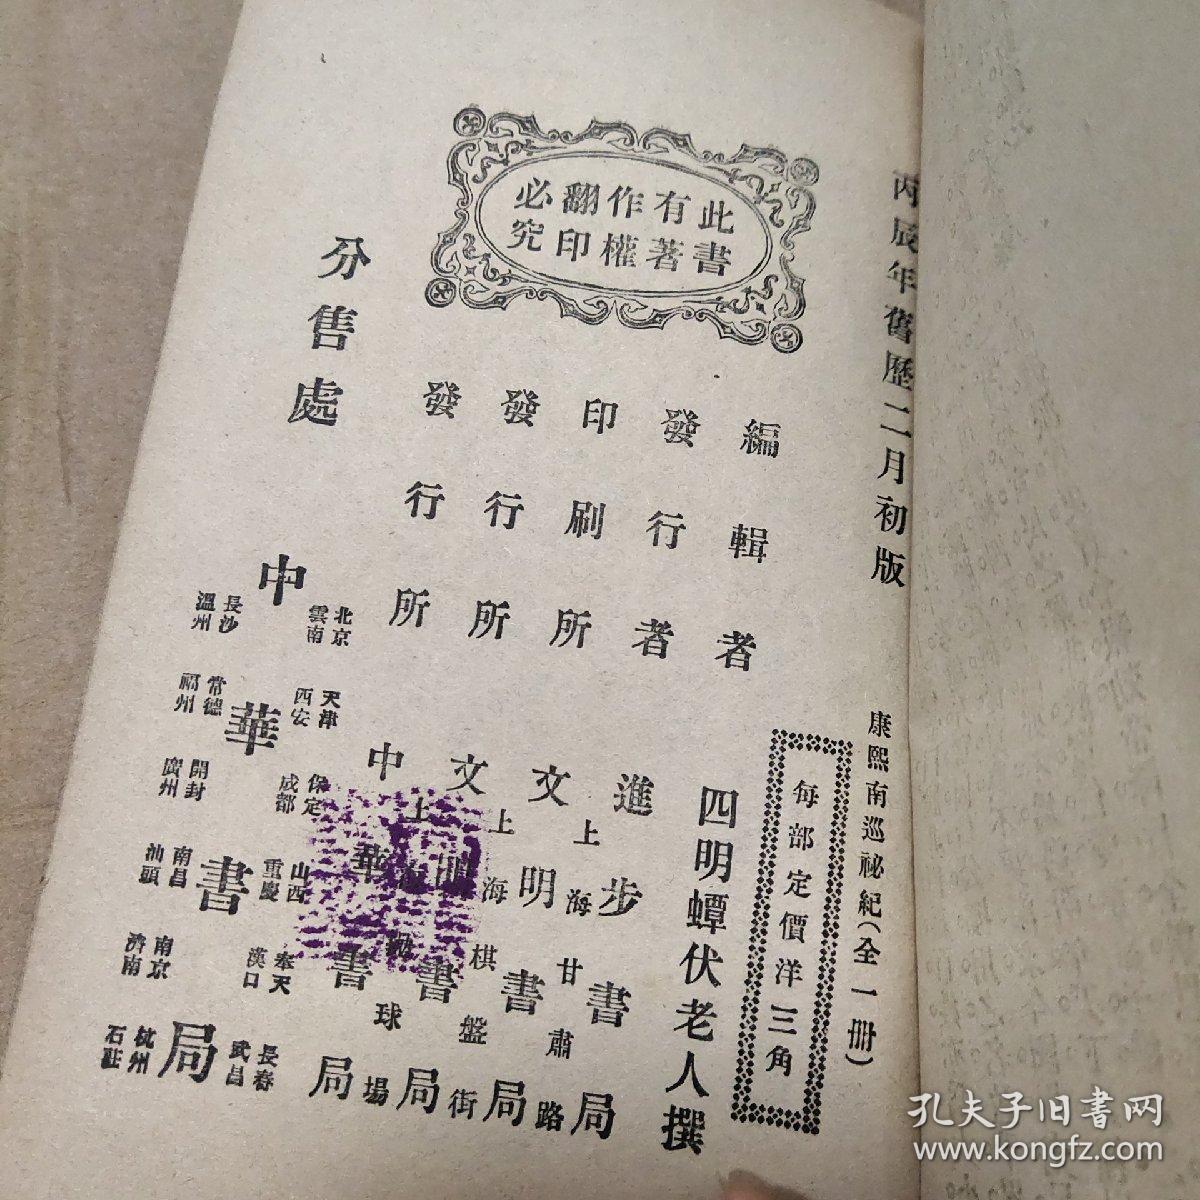 丙辰年舊歷二月初版
康熙南巡祕紀(全一册)
每部定價洋三角
此書有著作權翻印必究
編輯者
四明蟫伏老人撰
發行者
進步書局
印刷所
上海甘肅路
文明書局
發行所
上海棋盤街
文明書局
發行所
上海拋球場
中華書局
分售處
北京 天津 保定 山西 奉天 長春
雲南 西安 成都 重慶 漢口 武昌
中華書局
長沙 常德 開封 南昌 南京 杭州
溫州 福州 廣州 汕頭 濟南 石莊
孔夫子旧書网
www.kongfz.com